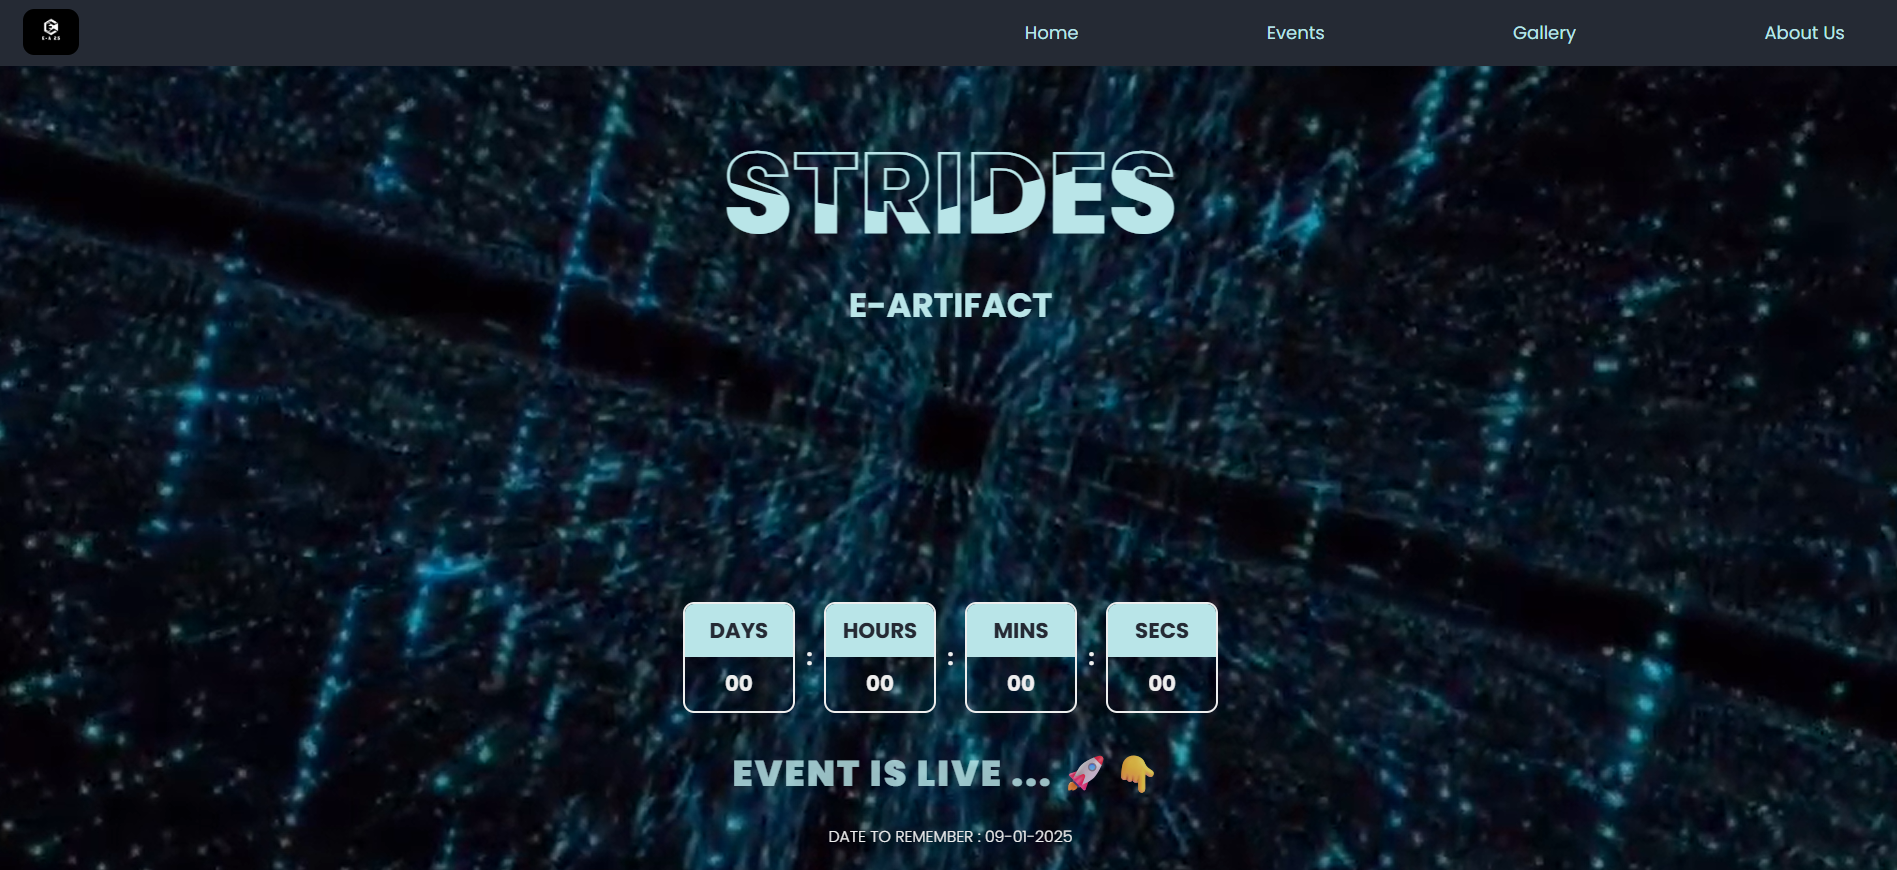 Home Events Gallery About Us
STRIDES
E-ARTIFACT
DAYS : HOURS : MINS : SECS
00 00 00 00
EVENT IS LIVE ... 🚀 👇
DATE TO REMEMBER : 09-01-2025